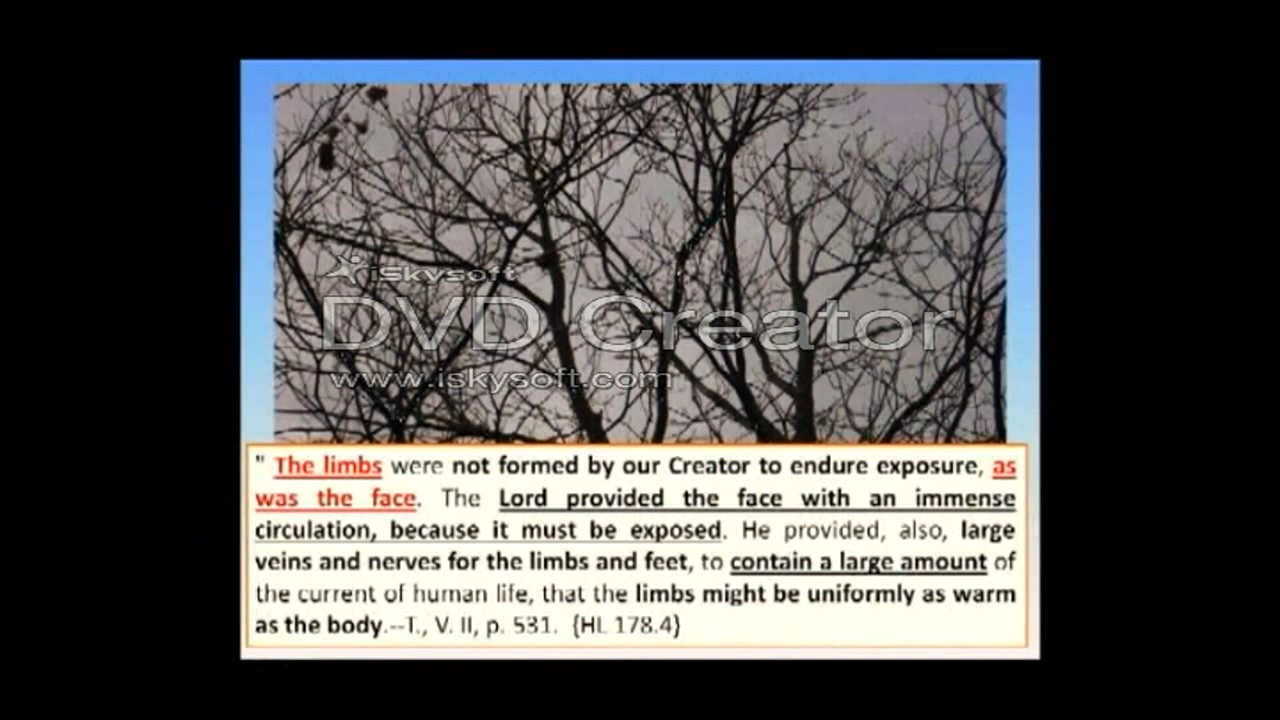 iSkysoft
DVD Creator
www.iskysoft.com
" The limbs were not formed by our Creator to endure exposure, as
was the face. The Lord provided the face with an immense
circulation, because it must be exposed. He provided, also, large
veins and nerves for the limbs and feet, to contain a large amount of
the current of human life, that the limbs might be uniformly as warm
as the body.--T., V. II, p. 531. {HL 178.4}